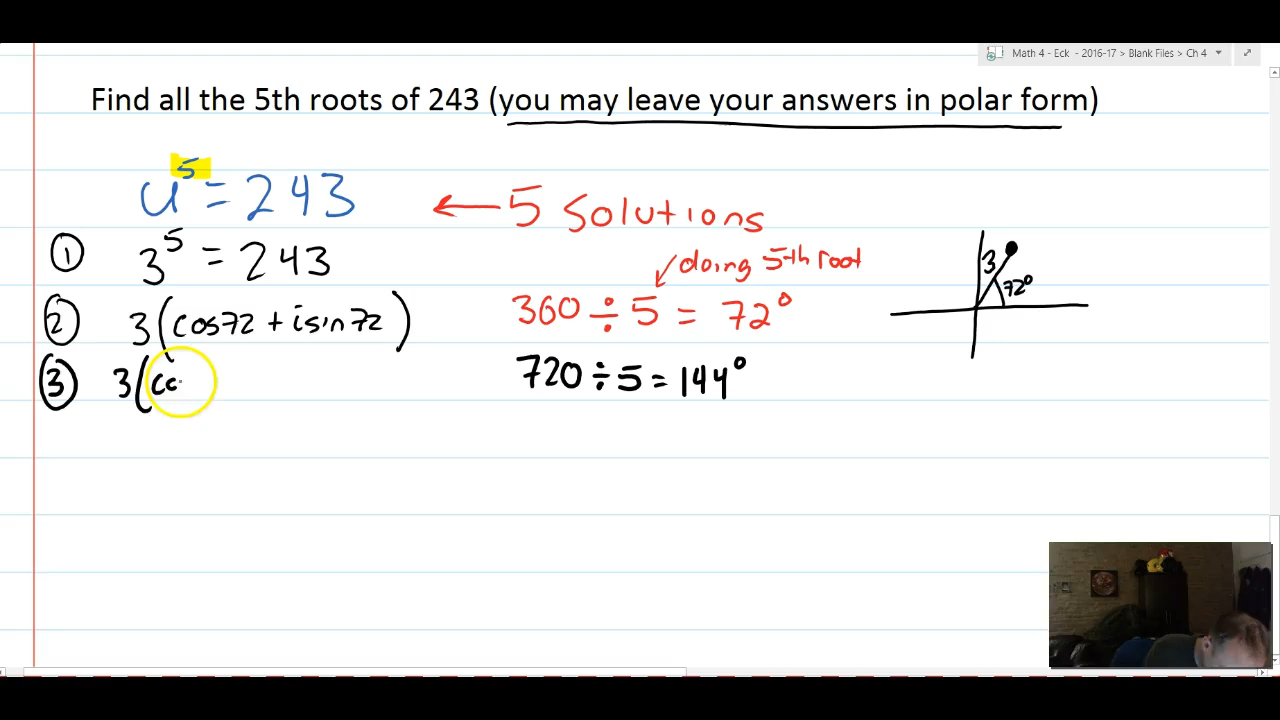 Math 4 - Eck - 2016-17 > Blank Files > Ch 4
Find all the 5th roots of 243 (you may leave your answers in polar form)
u⁵ = 243
← 5 Solutions
① 3⁵ = 243
doing 5th root
② 3(cos72 + isin72)
360 ÷ 5 = 72°
3
72°
③ 3(co
720 ÷ 5 = 144°